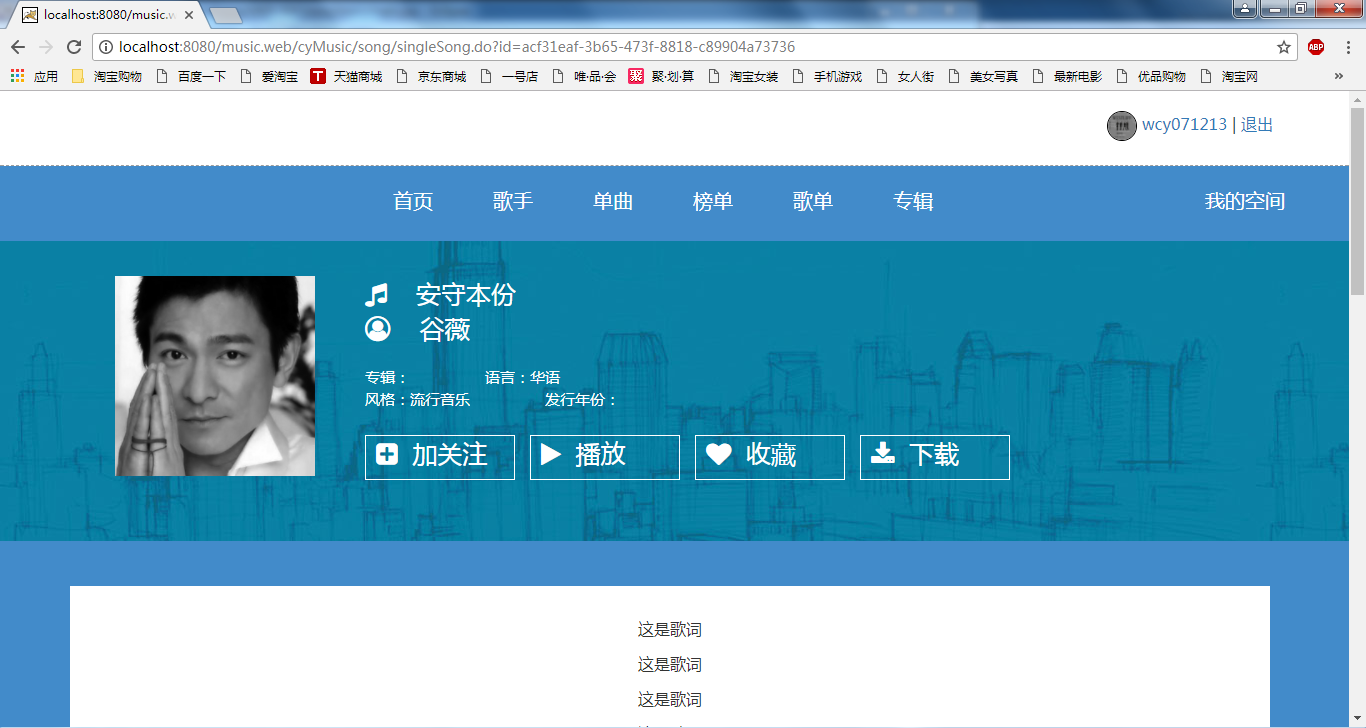 localhost:8080/music.w
localhost:8080/music.web/cyMusic/song/singleSong.do?id=acf31eaf-3b65-473f-8818-c89904a73736
ABP
应用 淘宝购物 百度一下 爱淘宝 T 天猫商城 京东商城 一号店 唯·品·会 聚 聚·划·算 淘宝女装 手机游戏 女人街 美女写真 最新电影 优品购物 淘宝网 »
wcy071213 | 退出
首页 歌手 单曲 榜单 歌单 专辑 我的空间
安守本份
谷薇
专辑： 语言：华语
风格：流行音乐 发行年份：
加关注 播放 收藏 下载
这是歌词
这是歌词
这是歌词